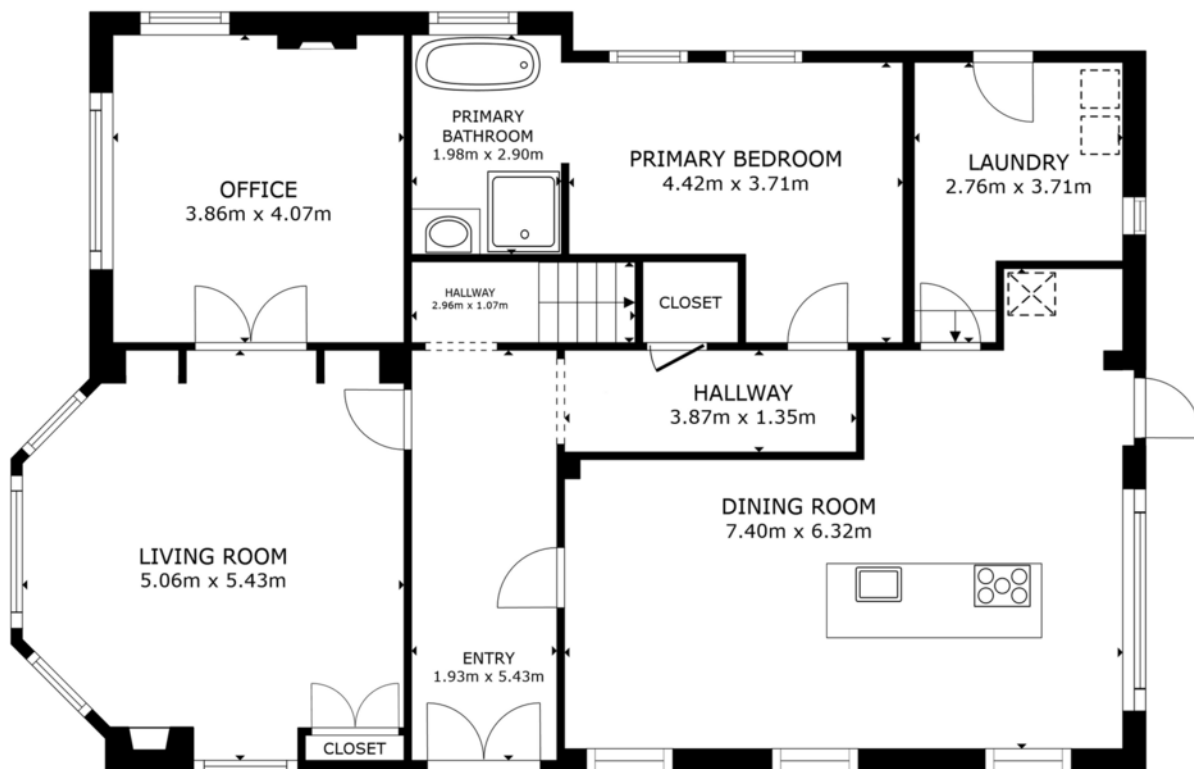 OFFICE
3.86m x 4.07m
PRIMARY
BATHROOM
1.98m x 2.90m
PRIMARY BEDROOM
4.42m x 3.71m
LAUNDRY
2.76m x 3.71m
HALLWAY
2.96m x 1.07m
CLOSET
HALLWAY
3.87m x 1.35m
LIVING ROOM
5.06m x 5.43m
DINING ROOM
7.40m x 6.32m
ENTRY
1.93m x 5.43m
CLOSET